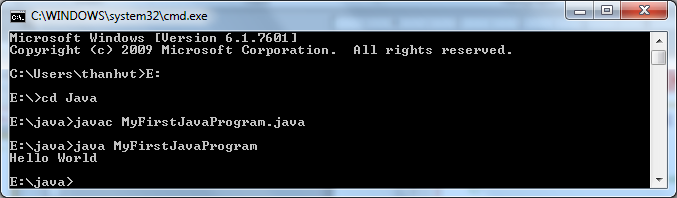 C:\WINDOWS\system32\cmd.exe
Microsoft Windows [Version 6.1.7601]
Copyright (c) 2009 Microsoft Corporation.  All rights reserved.
C:\Users\thanhvt>E:
E:\>cd Java
E:\java>javac MyFirstJavaProgram.java
E:\java>java MyFirstJavaProgram
Hello World
E:\java>